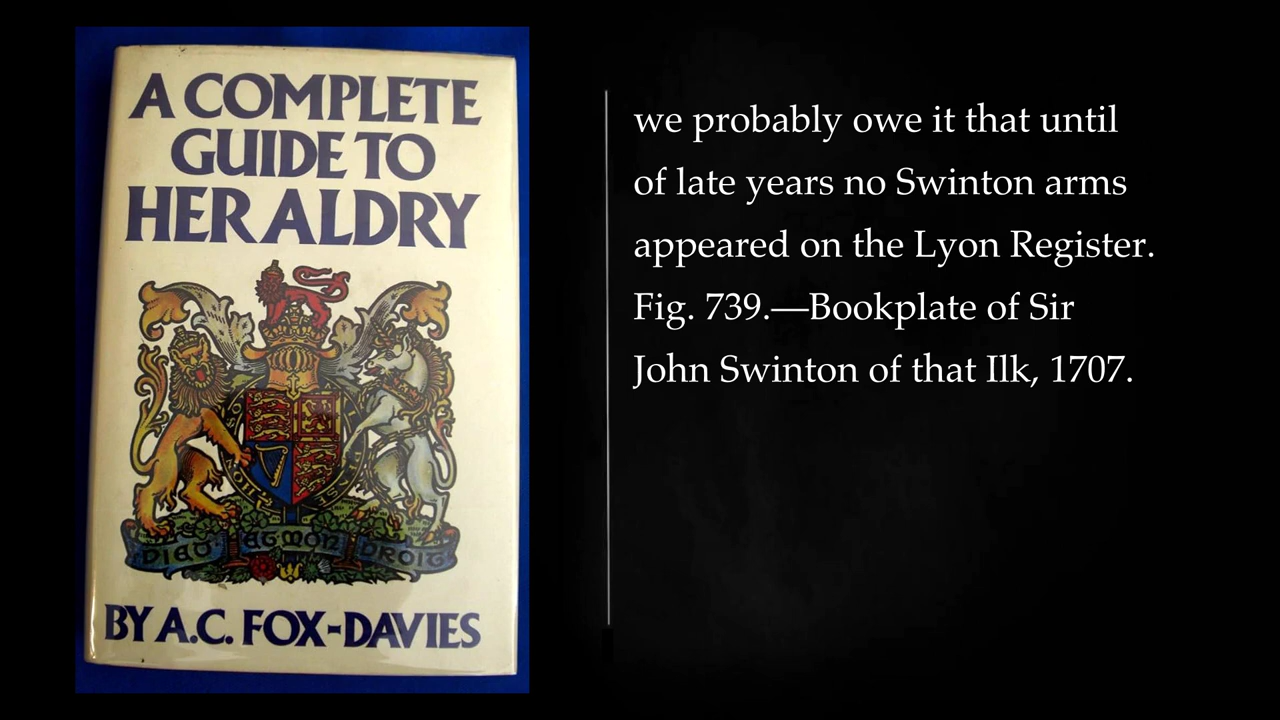 A COMPLETE
GUIDE TO
HERALDRY
DIEU ET MON DROIT
BY A.C. FOX-DAVIES
we probably owe it that until
of late years no Swinton arms
appeared on the Lyon Register.
Fig. 739.—Bookplate of Sir
John Swinton of that Ilk, 1707.